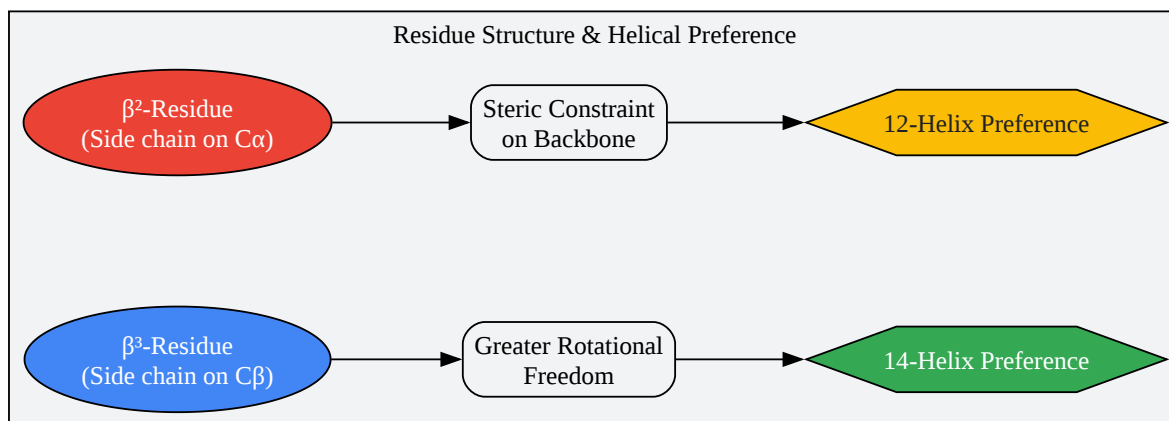 Residue Structure & Helical Preference
β²-Residue
(Side chain on Cα)
Steric Constraint
on Backbone
12-Helix Preference
β³-Residue
(Side chain on Cβ)
Greater Rotational
Freedom
14-Helix Preference